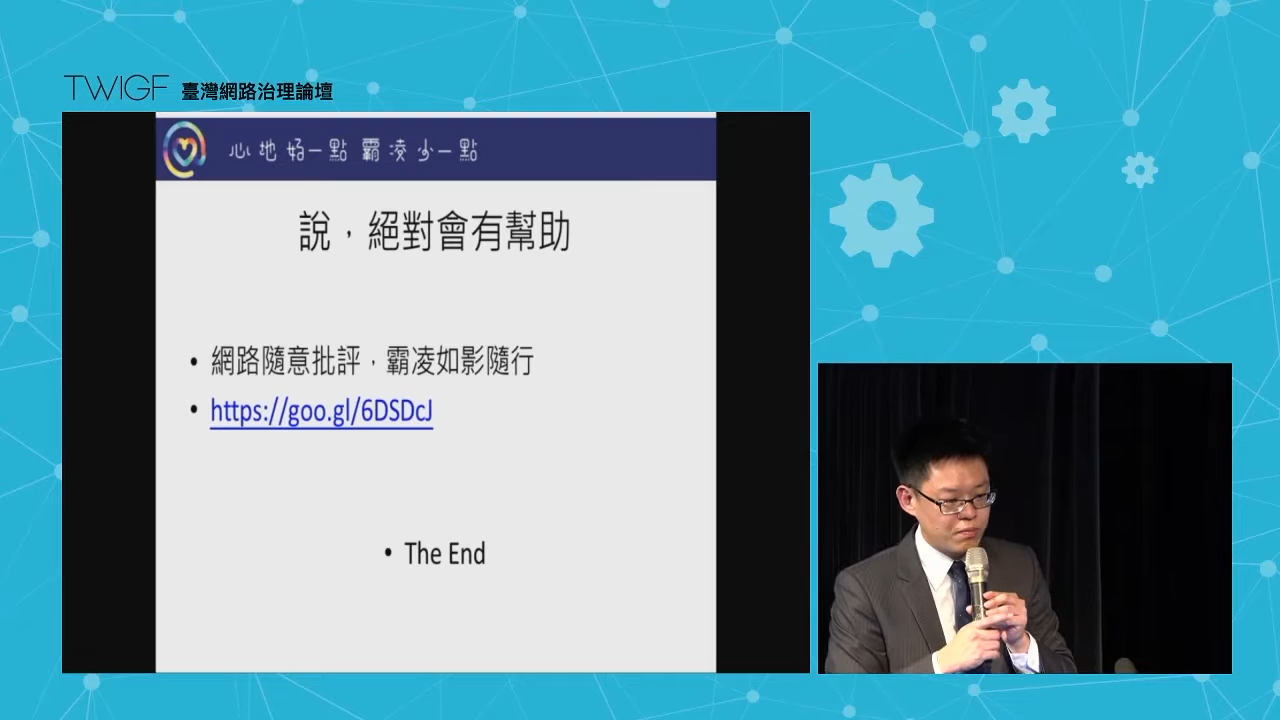 TWIGF 臺灣網路治理論壇
心地好一點 霸凌少一點
說，絕對會有幫助
• 網路隨意批評，霸凌如影隨行
• https://goo.gl/6DSDcJ
• The End